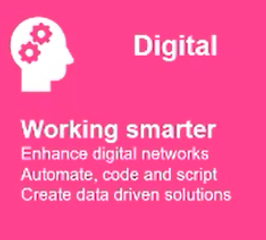 Digital
Working smarter
Enhance digital networks
Automate, code and script
Create data driven solutions